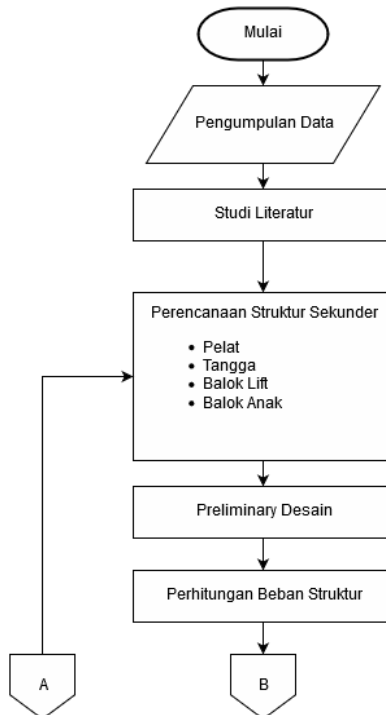 Mulai
Pengumpulan Data
Studi Literatur
Perencanaan Struktur Sekunder
• Pelat
• Tangga
• Balok Lift
• Balok Anak
Preliminary Desain
Perhitungan Beban Struktur
A
B